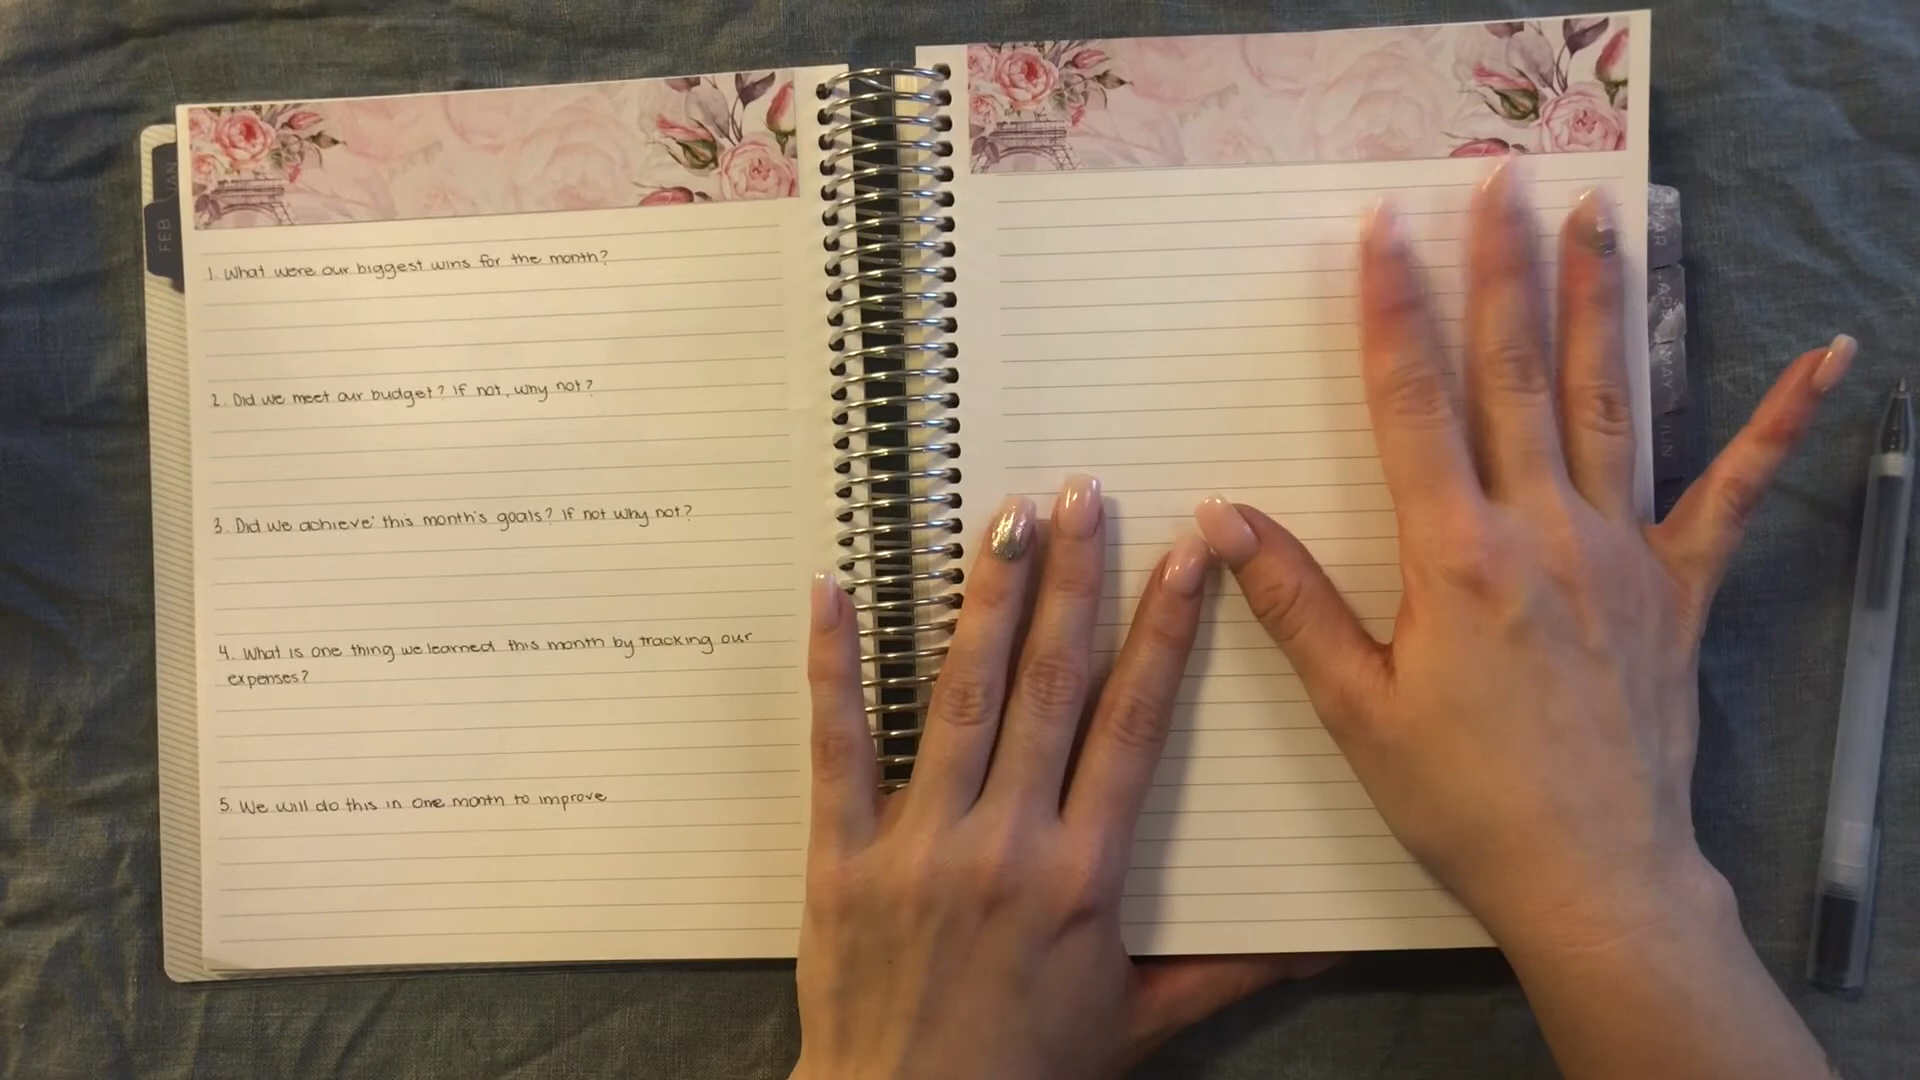 JAN
FEB
1. What were our biggest wins for the month?
2. Did we meet our budget? If not, why not?
3. Did we achieve this month's goals? If not why not?
4. What is one thing we learned this month by tracking our
expenses?
5. We will do this in one month to improve
MAR
APR
MAY
JUN